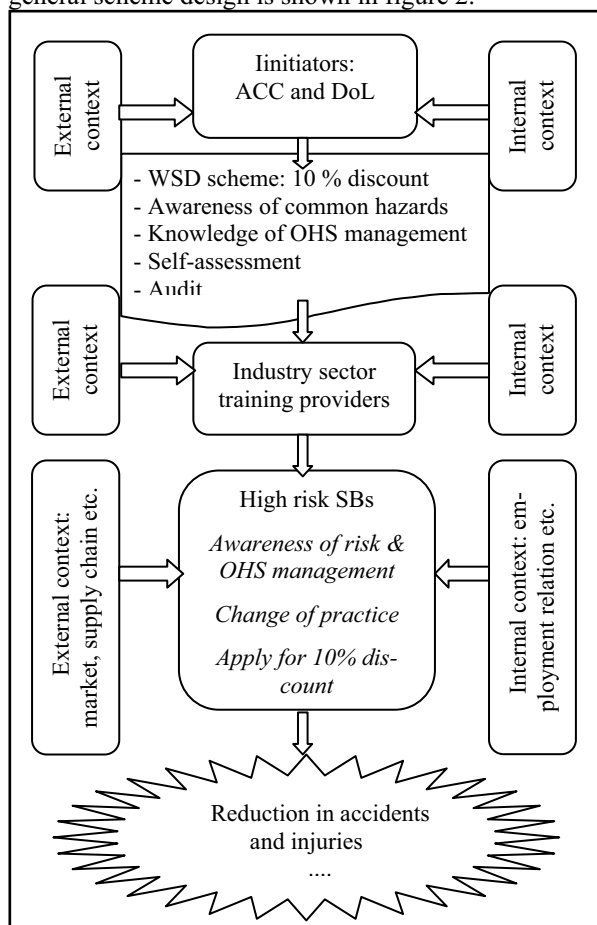 general scheme design is shown in figure 2.
Iinitiators:
ACC and DoL
External
context
Internal
context
- WSD scheme: 10 % discount
- Awareness of common hazards
- Knowledge of OHS management
- Self-assessment
- Audit
External
context
Industry sector
training providers
Internal
context
External context:
market, supply chain etc.
High risk SBs
Awareness of risk &
OHS management
Change of practice
Apply for 10% dis-
count
Internal context: em-
ployment relation etc.
Reduction in accidents
and injuries
....